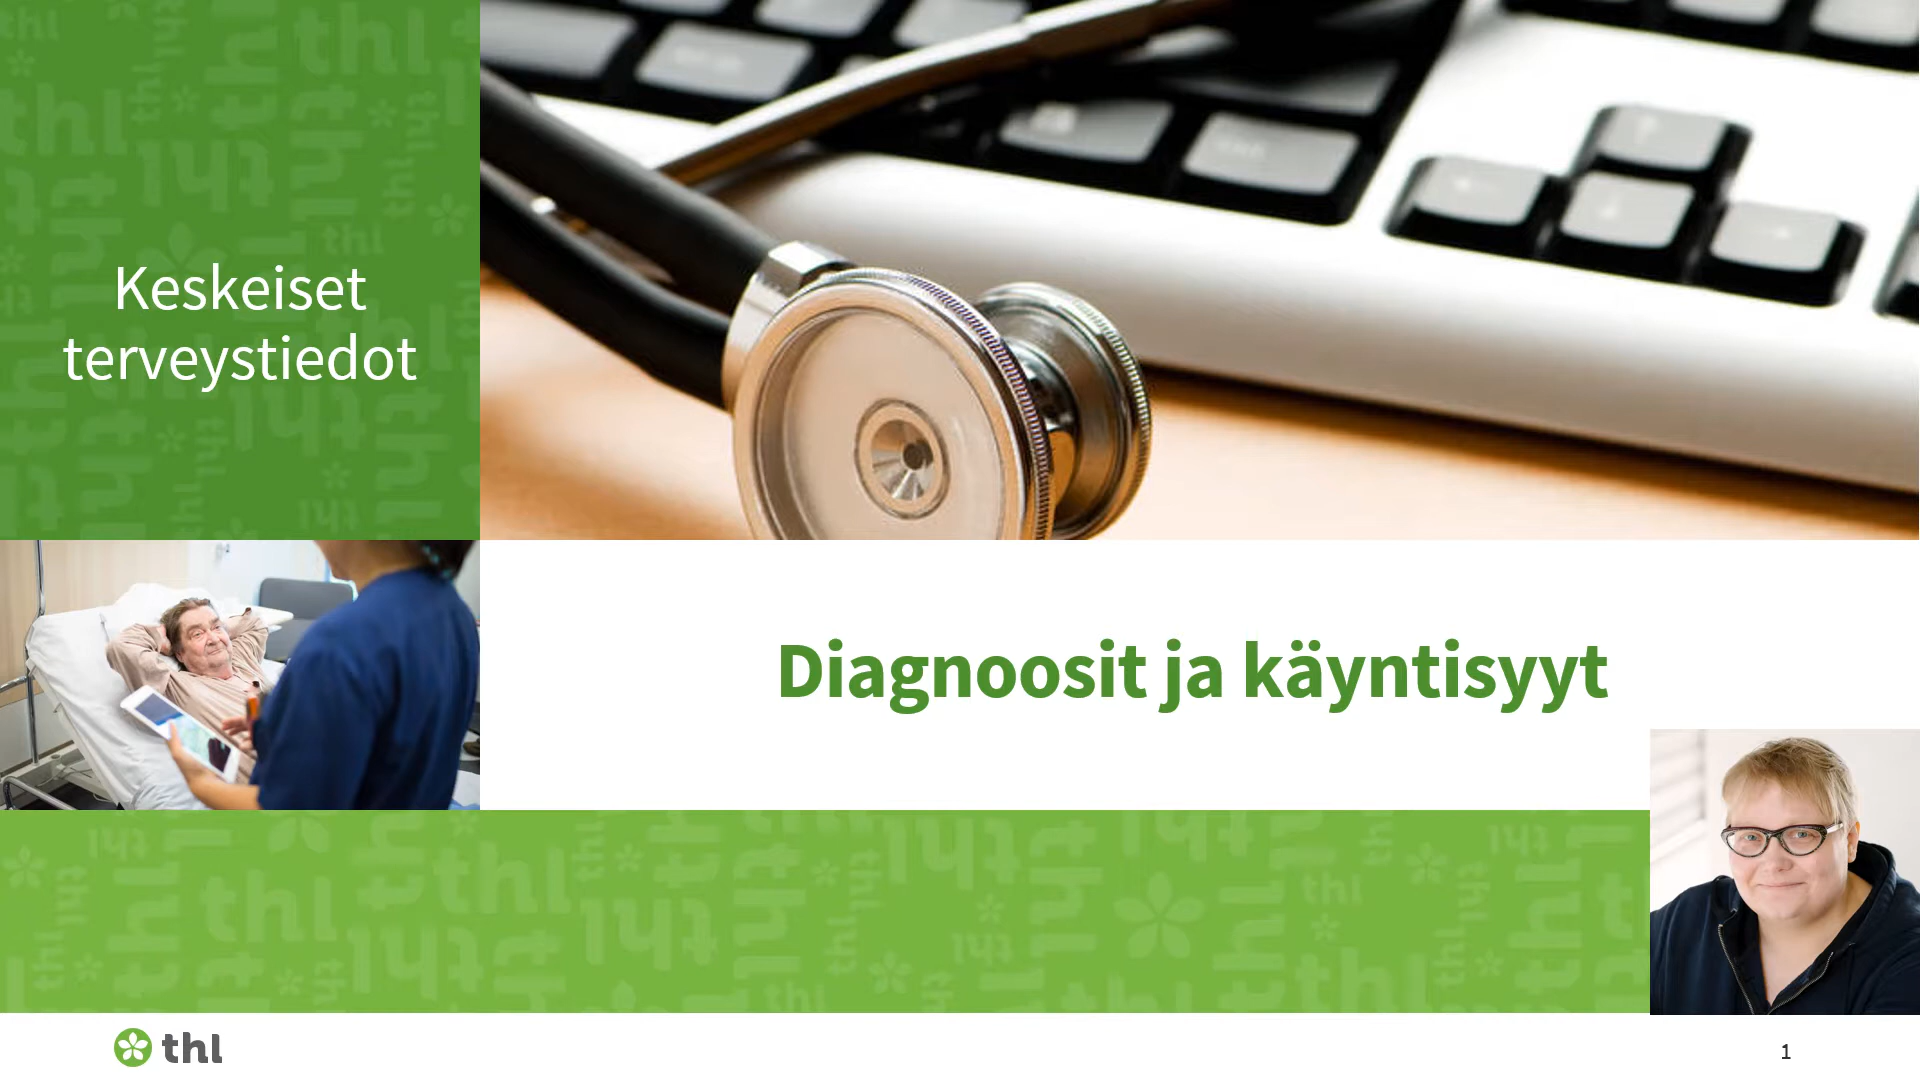 Keskeiset
terveystiedot
Diagnoosit ja käyntisyyt
thl
1